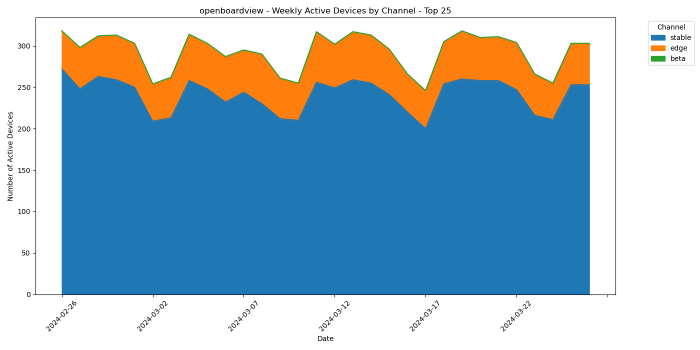 openboardview - Weekly Active Devices by Channel - Top 25
Channel
stable
edge
beta
Number of Active Devices
300
250
200
150
100
50
0
2024-02-26
2024-03-02
2024-03-07
2024-03-12
2024-03-17
2024-03-22
Date